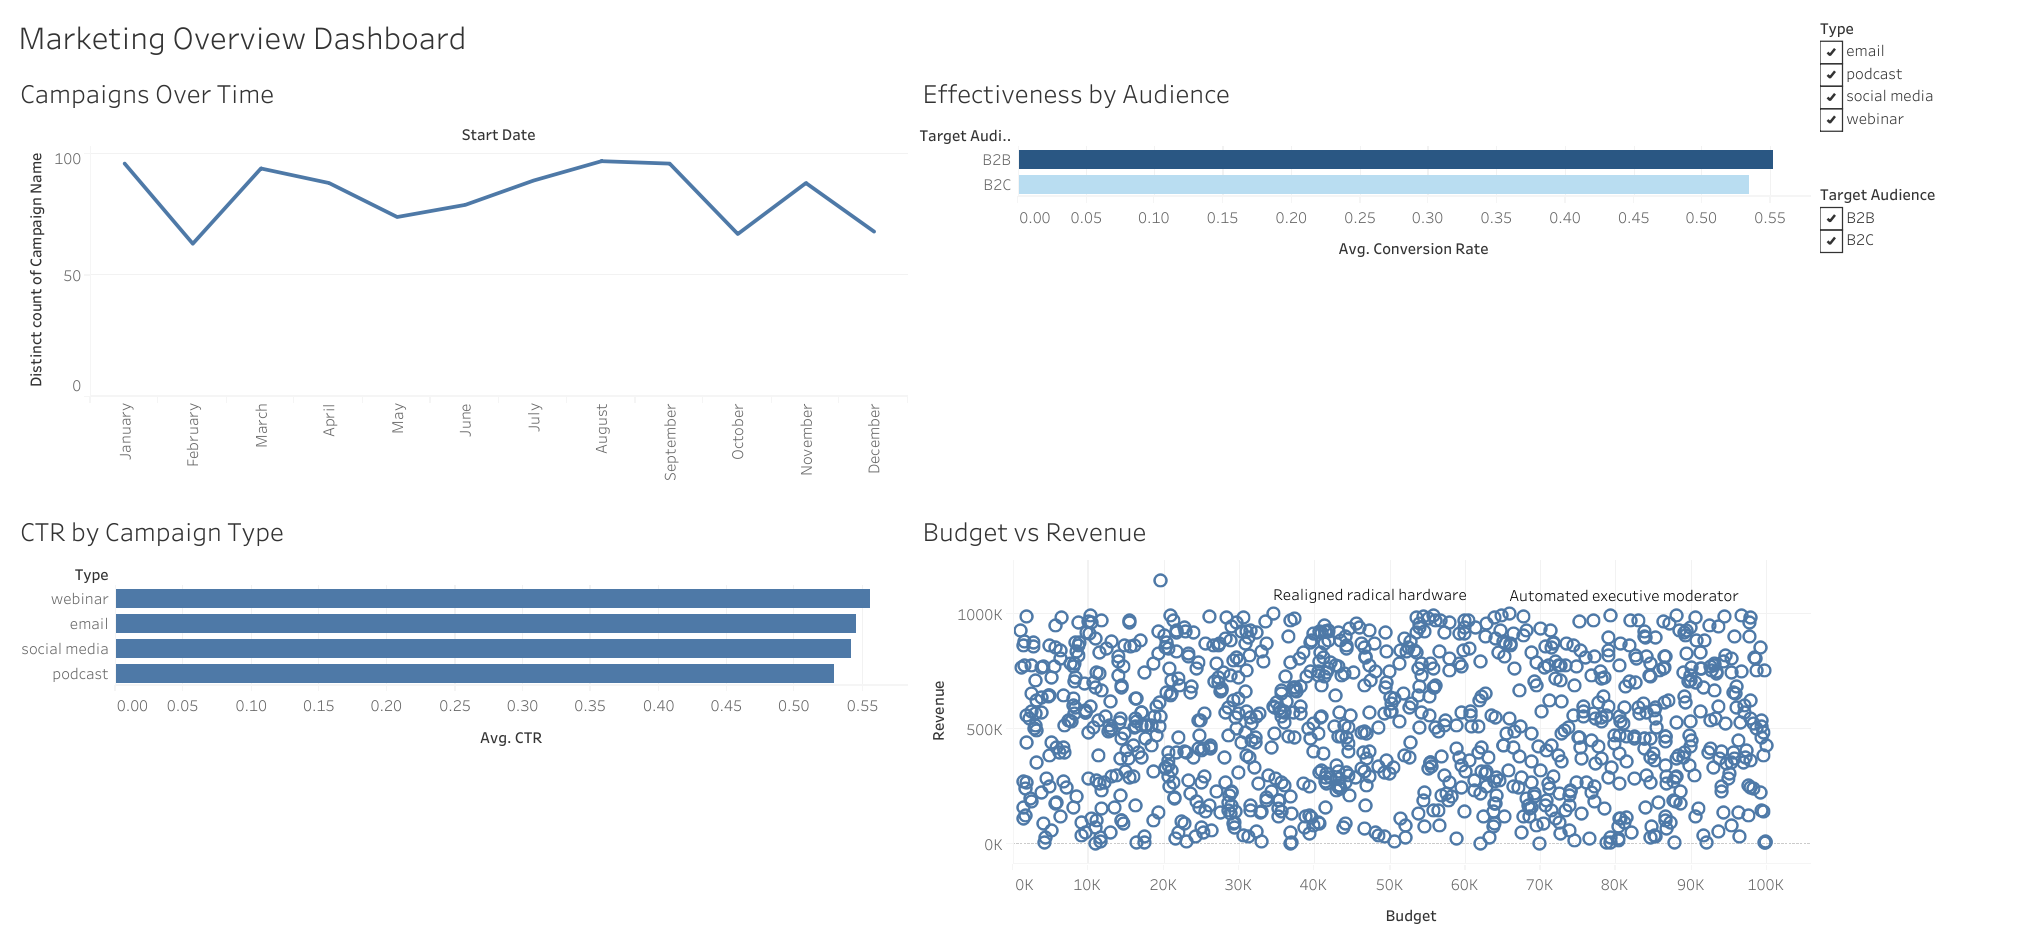 Marketing Overview Dashboard
Campaigns Over Time
Start Date
Distinct count of Campaign Name
100
50
0
January
February
March
April
May
June
July
August
September
October
November
December
Effectiveness by Audience
Target Audi..
B2B
B2C
0.00 0.05 0.10 0.15 0.20 0.25 0.30 0.35 0.40 0.45 0.50 0.55
Avg. Conversion Rate
Type
email
podcast
social media
webinar
Target Audience
B2B
B2C
CTR by Campaign Type
Type
webinar
email
social media
podcast
0.00 0.05 0.10 0.15 0.20 0.25 0.30 0.35 0.40 0.45 0.50 0.55
Avg. CTR
Budget vs Revenue
Realigned radical hardware
Automated executive moderator
Revenue
1000K
500K
0K
0K 10K 20K 30K 40K 50K 60K 70K 80K 90K 100K
Budget